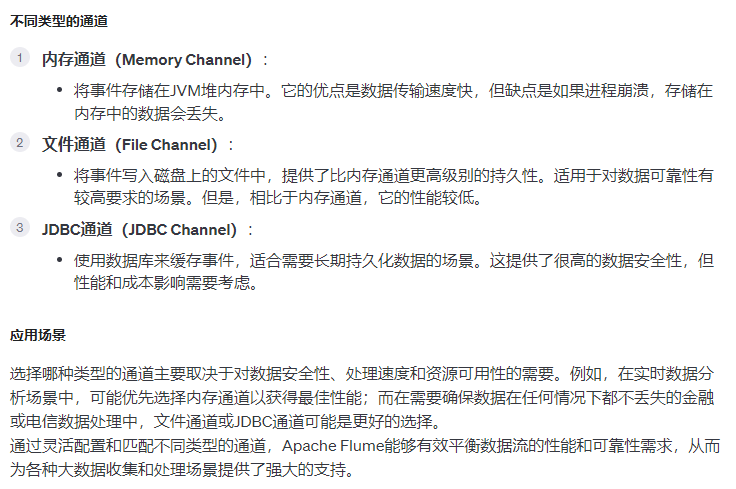 不同类型的通道
1 内存通道（Memory Channel）：
• 将事件存储在JVM堆内存中。它的优点是数据传输速度快，但缺点是如果进程崩溃，存储在
内存中的数据会丢失。
2 文件通道（File Channel）：
• 将事件写入磁盘上的文件中，提供了比内存通道更高级别的持久性。适用于对数据可靠性有
较高要求的场景。但是，相比于内存通道，它的性能较低。
3 JDBC通道（JDBC Channel）：
• 使用数据库来缓存事件，适合需要长期持久化数据的场景。这提供了很高的数据安全性，但
性能和成本影响需要考虑。
应用场景
选择哪种类型的通道主要取决于对数据安全性、处理速度和资源可用性的需要。例如，在实时数据分
析场景中，可能优先选择内存通道以获得最佳性能；而在需要确保数据在任何情况下都不丢失的金融
或电信数据处理中，文件通道或JDBC通道可能是更好的选择。
通过灵活配置和匹配不同类型的通道，Apache Flume能够有效平衡数据流的性能和可靠性需求，从而
为各种大数据收集和处理场景提供了强大的支持。